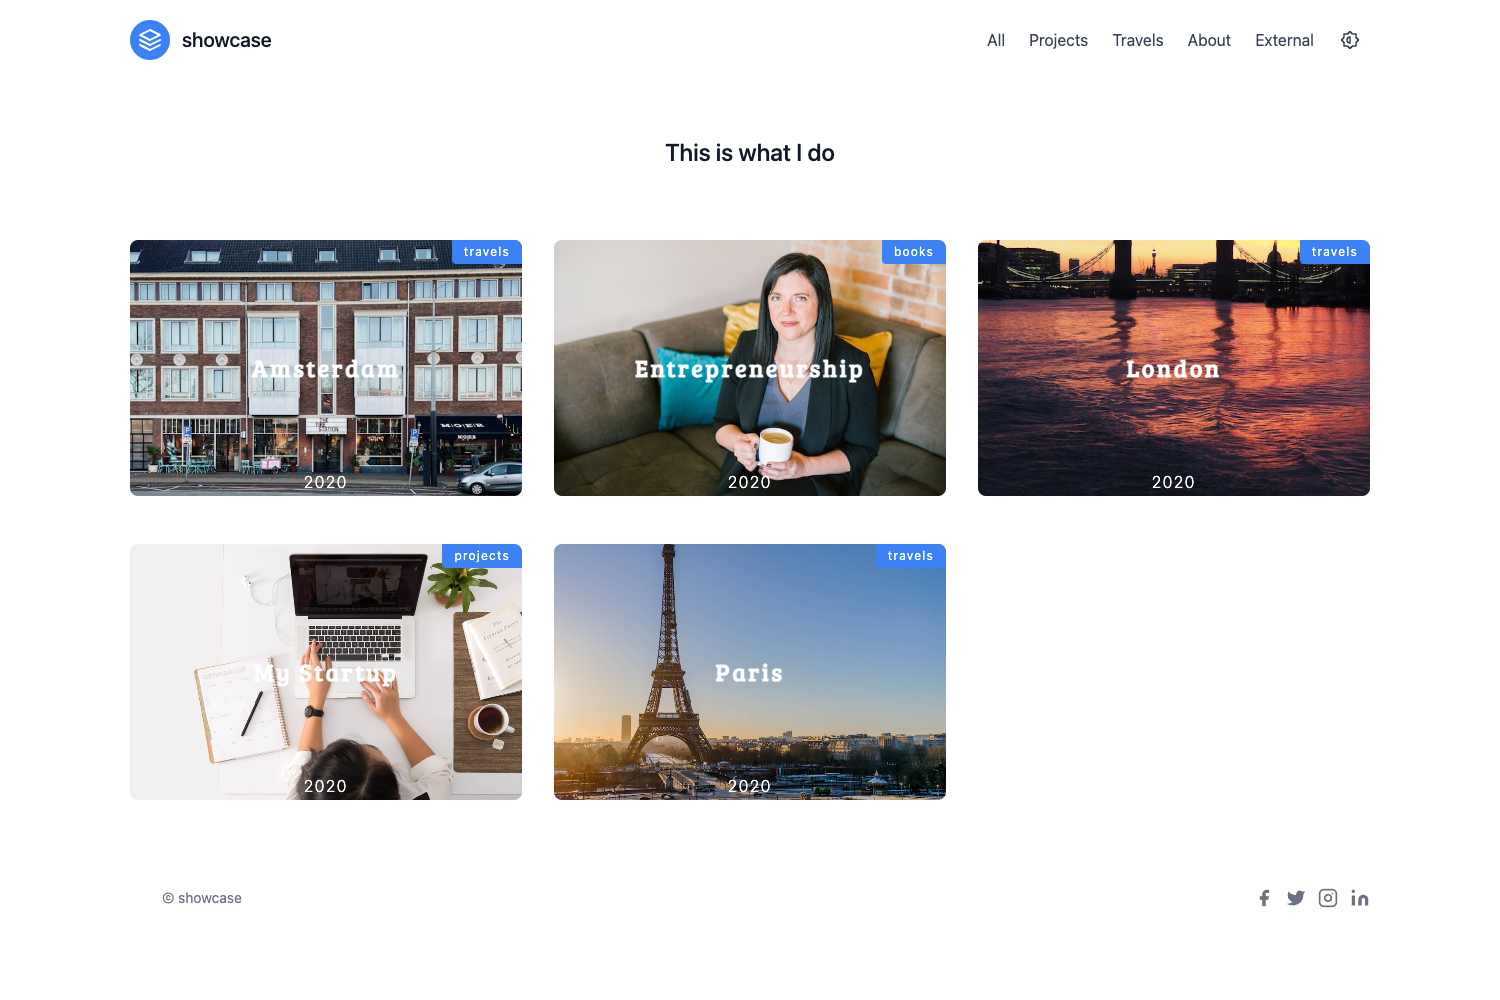 showcase
All Projects Travels About External
This is what I do
travels
Amsterdam
2020
books
Entrepreneurship
2020
travels
London
2020
projects
My Startup
2020
travels
Paris
2020
© showcase